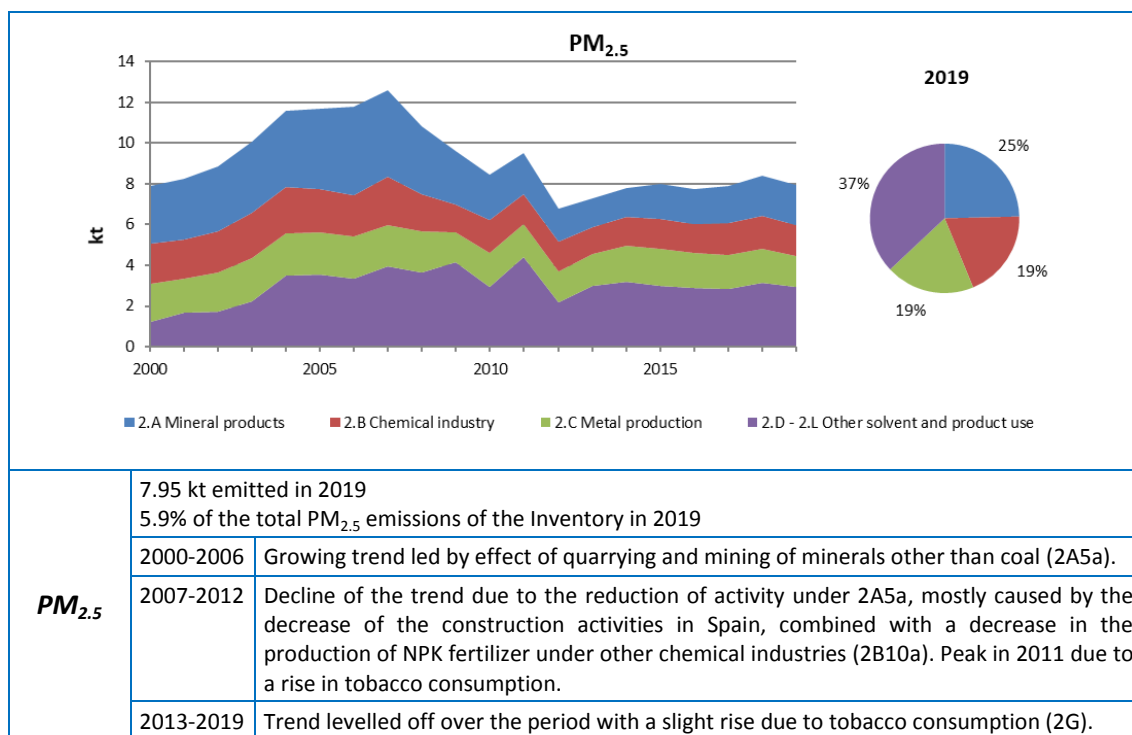 PM2.5
14
12
10
8
6
4
2
0
kt
2000
2005
2010
2015
2019
25%
19%
19%
37%
2.A Mineral products
2.B Chemical industry
2.C Metal production
2.D - 2.L Other solvent and product use
PM2.5
7.95 kt emitted in 2019
5.9% of the total PM2.5 emissions of the Inventory in 2019
2000-2006
Growing trend led by effect of quarrying and mining of minerals other than coal (2A5a).
2007-2012
Decline of the trend due to the reduction of activity under 2A5a, mostly caused by the
decrease of the construction activities in Spain, combined with a decrease in the
production of NPK fertilizer under other chemical industries (2B10a). Peak in 2011 due to
a rise in tobacco consumption.
2013-2019
Trend levelled off over the period with a slight rise due to tobacco consumption (2G).